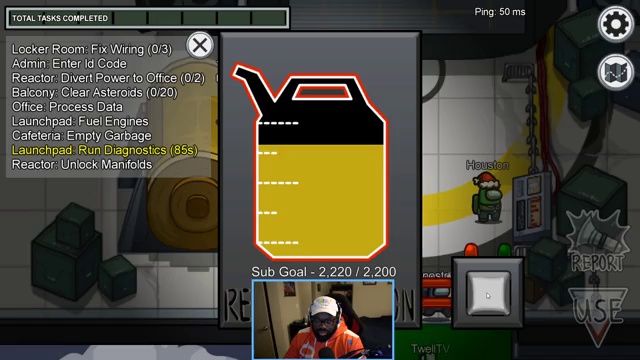 TOTAL TASKS COMPLETED
Ping: 50 ms
Locker Room: Fix Wiring (0/3)
Admin: Enter Id Code
Reactor: Divert Power to Office (0/2)
Balcony: Clear Asteroids (0/20)
Office: Process Data
Launchpad: Fuel Engines
Cafeteria: Empty Garbage
Launchpad: Run Diagnostics (85s)
Reactor: Unlock Manifolds
Houston
REPORT
Sub Goal - 2,220 / 2,200
USE
TwellTV